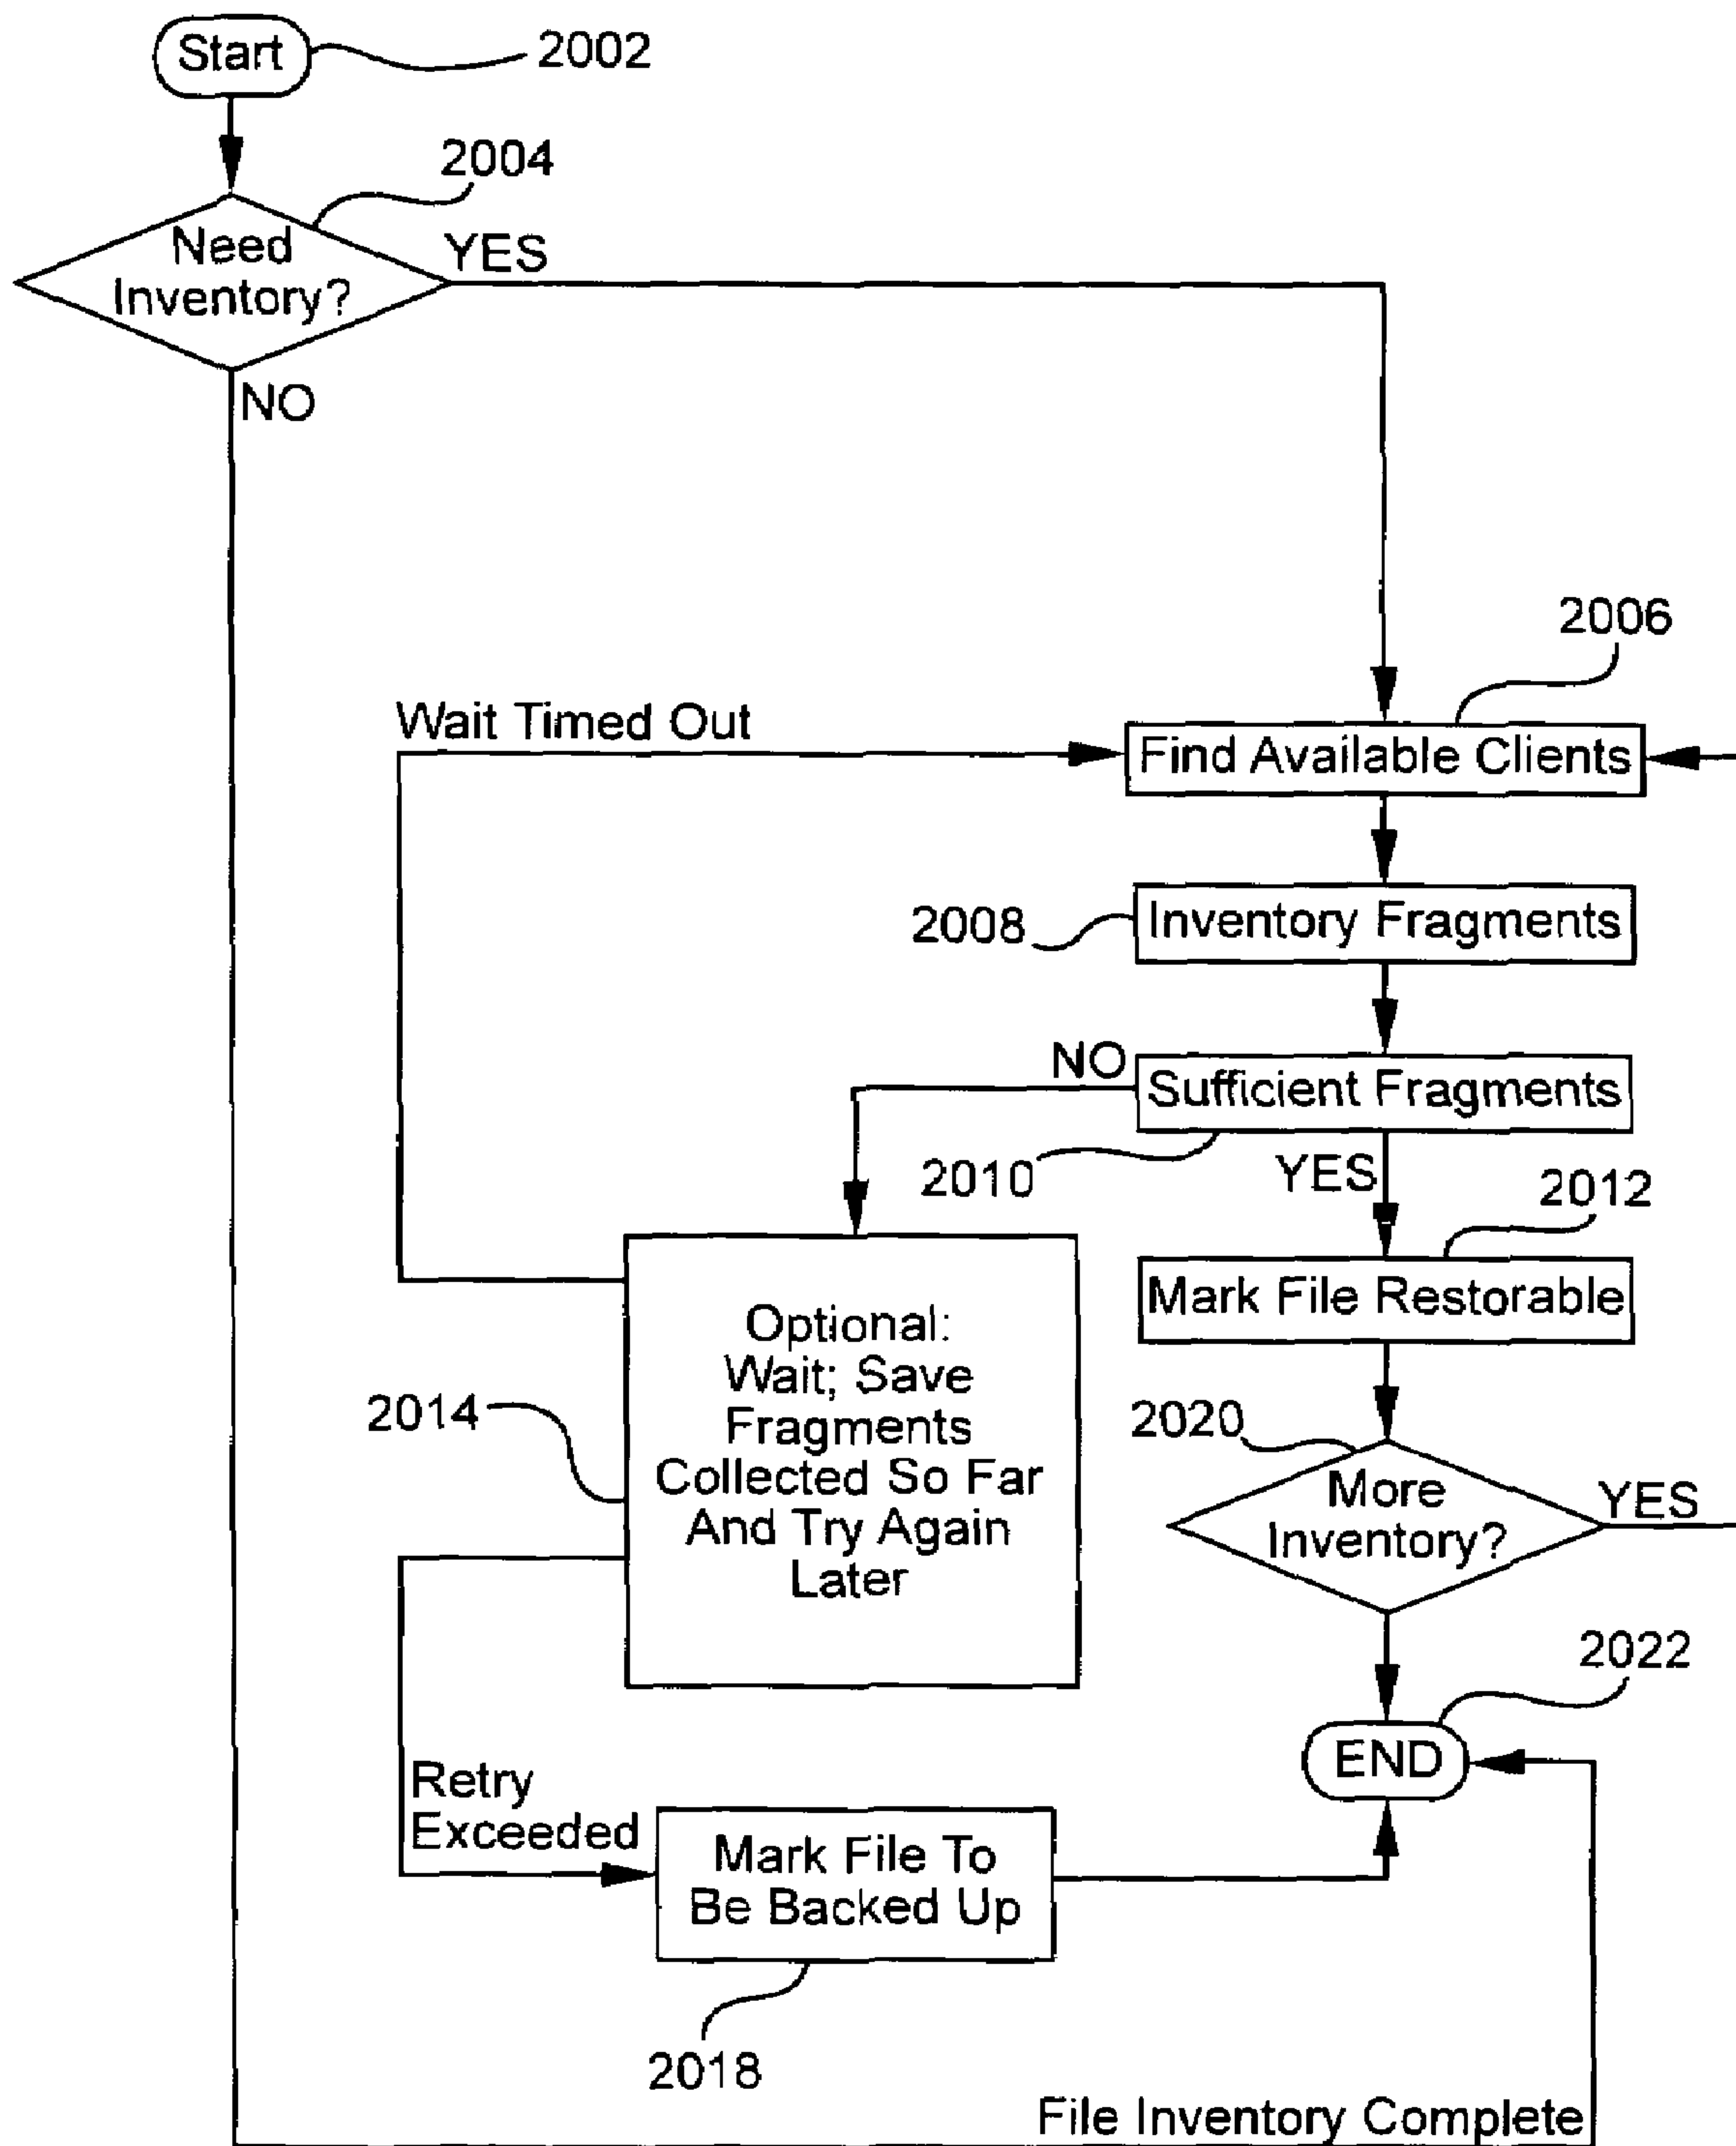 Start
2002
2004
Need
Inventory?
YES
NO
2006
Wait Timed Out
Find Available Clients
2008
Inventory Fragments
NO
Sufficient Fragments
2010
YES
2012
Mark File Restorable
Optional:
Wait; Save
Fragments
Collected So Far
And Try Again
Later
2014
2020
More
Inventory?
YES
2022
END
Retry
Exceeded
Mark File To
Be Backed Up
2018
File Inventory Complete